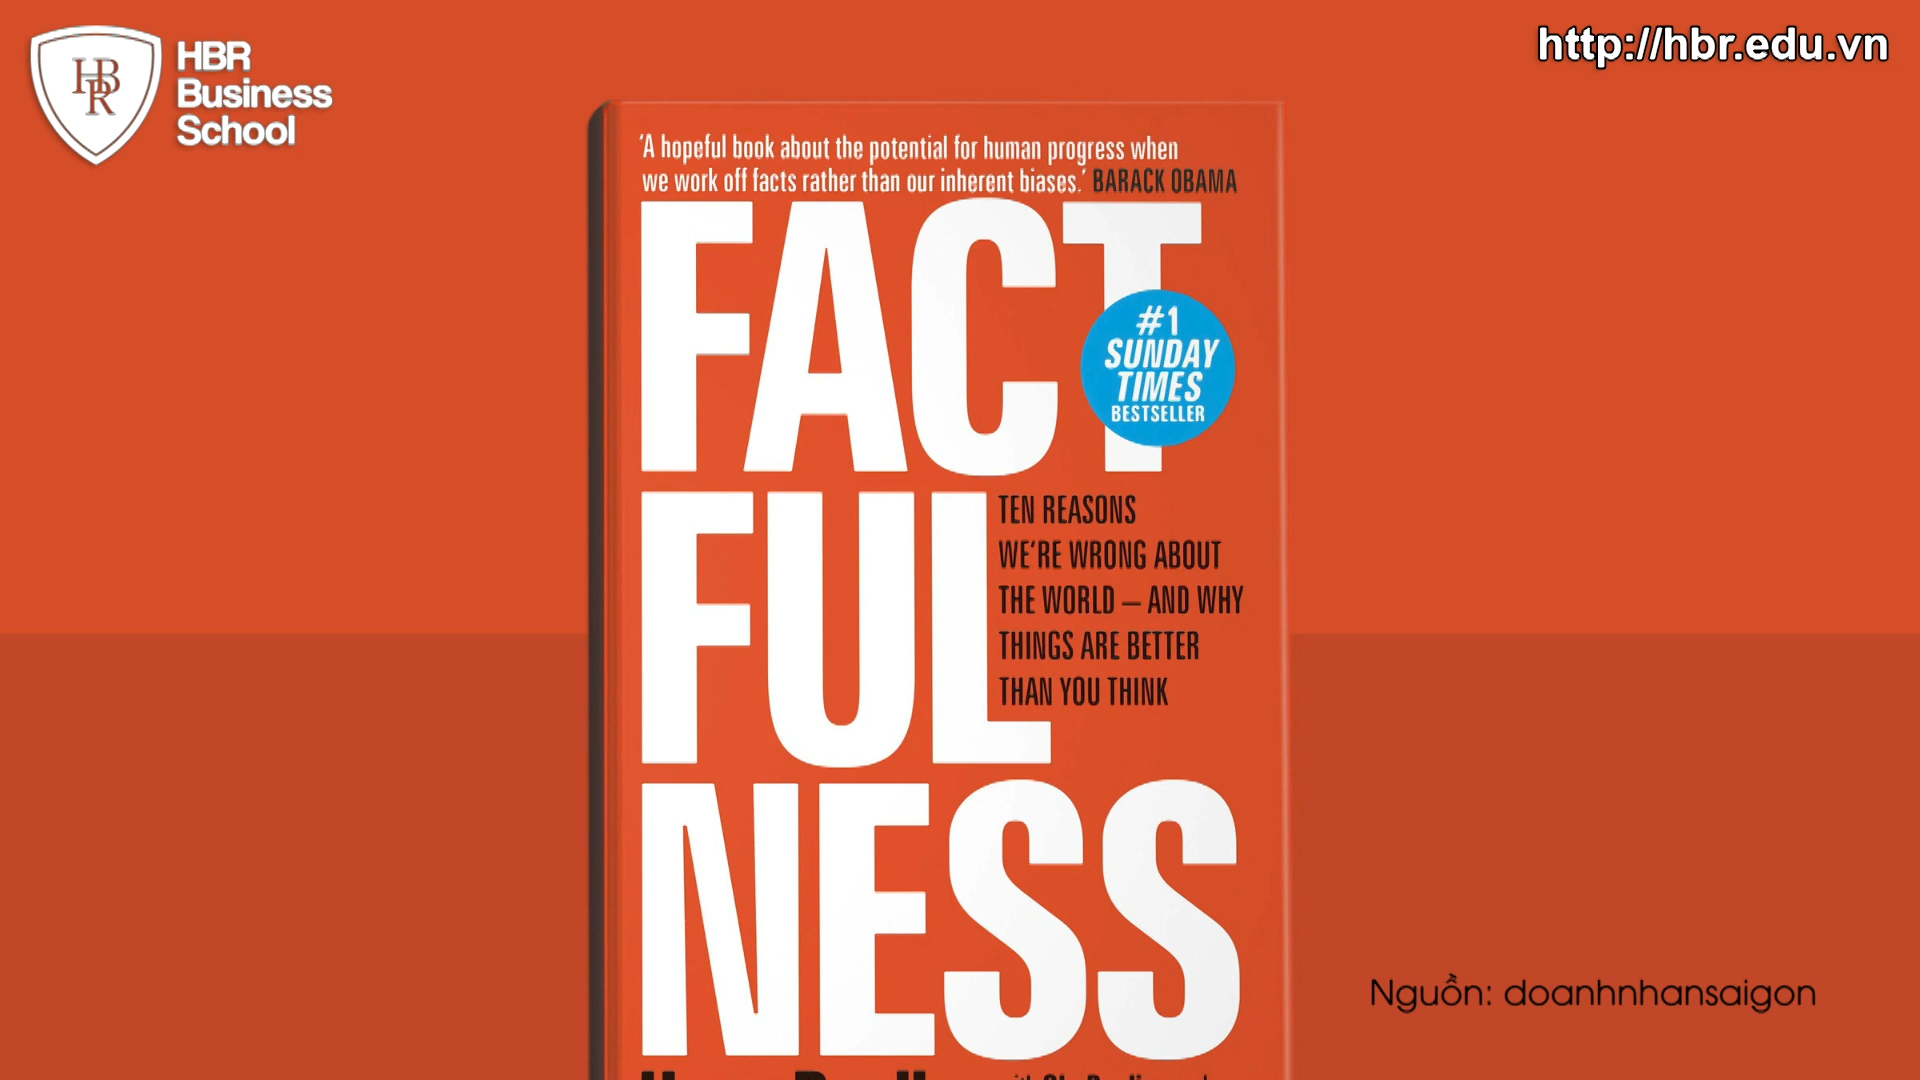 HBR
Business
School
HBR
http://hbr.edu.vn
'A hopeful book about the potential for human progress when
we work off facts rather than our inherent biases.' BARACK OBAMA
FACT
#1
SUNDAY
TIMES
BESTSELLER
FUL
TEN REASONS
WE'RE WRONG ABOUT
THE WORLD – AND WHY
THINGS ARE BETTER
THAN YOU THINK
NESS
Nguồn: doanhnhansaigon